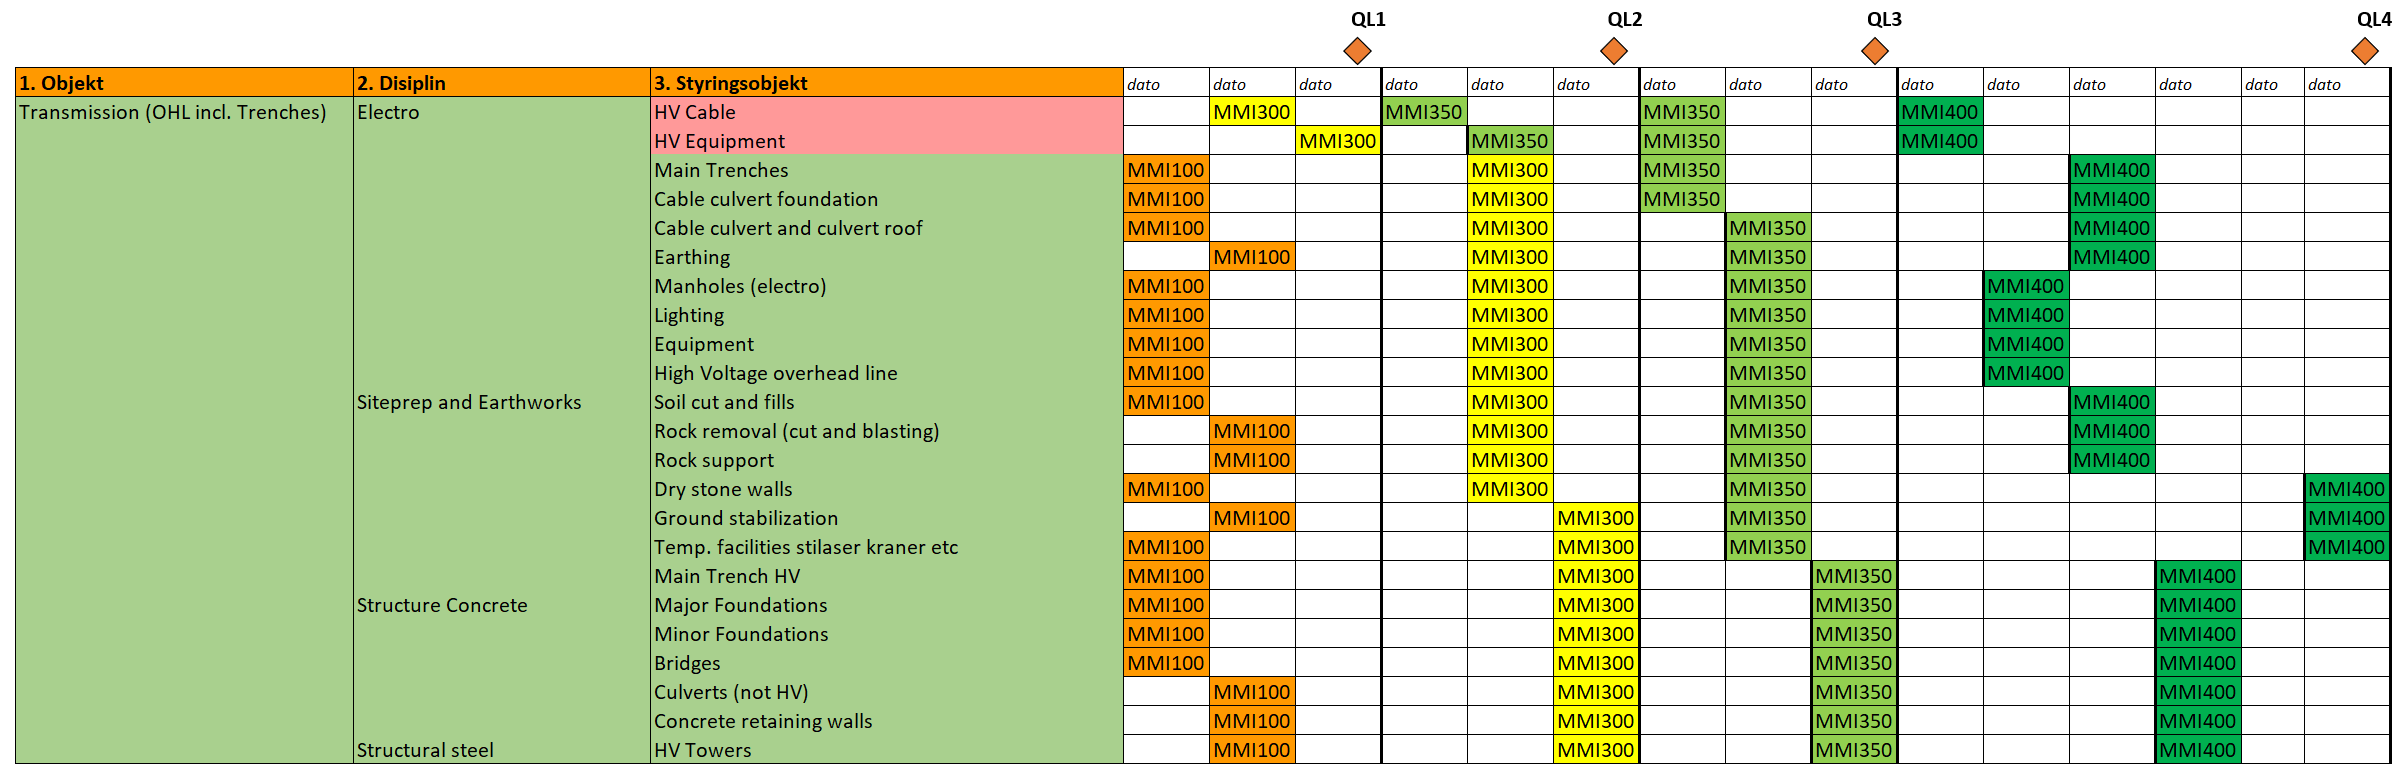 QL1 QL2 QL3 QL4
1. Objekt 2. Disiplin 3. Styringsobjekt dato dato dato dato dato dato dato dato dato dato dato dato dato dato dato
Transmission (OHL incl. Trenches) Electro HV Cable MMI300 MMI350 MMI350 MMI400
HV Equipment MMI300 MMI350 MMI350 MMI400
Main Trenches MMI100 MMI300 MMI350 MMI400
Cable culvert foundation MMI100 MMI300 MMI350 MMI400
Cable culvert and culvert roof MMI100 MMI300 MMI350 MMI400
Earthing MMI100 MMI300 MMI350 MMI400
Manholes (electro) MMI100 MMI300 MMI350 MMI400
Lighting MMI100 MMI300 MMI350 MMI400
Equipment MMI100 MMI300 MMI350 MMI400
High Voltage overhead line MMI100 MMI300 MMI350 MMI400
Siteprep and Earthworks Soil cut and fills MMI100 MMI300 MMI350 MMI400
Rock removal (cut and blasting) MMI100 MMI300 MMI350 MMI400
Rock support MMI100 MMI300 MMI350 MMI400
Dry stone walls MMI100 MMI300 MMI350 MMI400
Ground stabilization MMI100 MMI300 MMI350 MMI400
Temp. facilities stilaser kraner etc MMI100 MMI300 MMI350 MMI400
Main Trench HV MMI100 MMI300 MMI350 MMI400
Structure Concrete Major Foundations MMI100 MMI300 MMI350 MMI400
Minor Foundations MMI100 MMI300 MMI350 MMI400
Bridges MMI100 MMI300 MMI350 MMI400
Culverts (not HV) MMI100 MMI300 MMI350 MMI400
Concrete retaining walls MMI100 MMI300 MMI350 MMI400
Structural steel HV Towers MMI100 MMI300 MMI350 MMI400